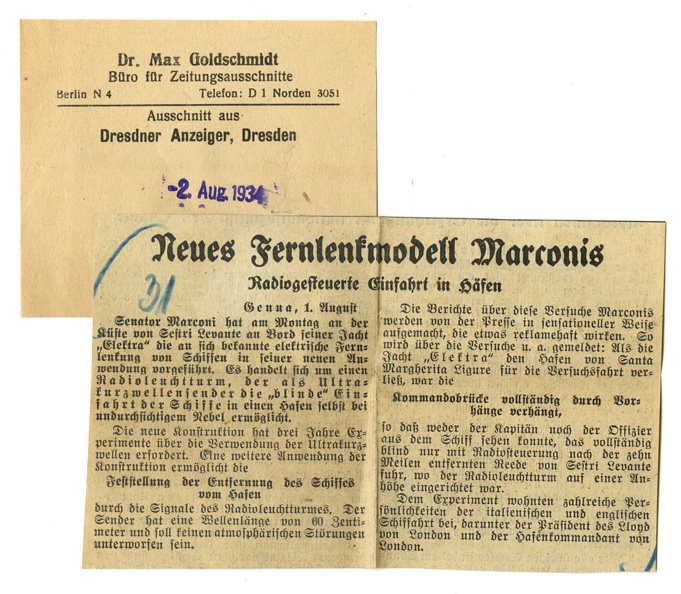 Dr. Max Goldschmidt
Büro für Zeitungsausschnitte
Berlin N 4 Telefon: D 1 Norden 3051
Ausschnitt aus
Dresdner Anzeiger, Dresden
-2. Aug. 1934
31
Neues Fernlenkmodell Marconis
Radiogesteuerte Einfahrt in Häfen
Genua, 1. August
Senator Marconi hat am Montag an der
Küste von Sestri Levante an Bord seiner Jacht
„Elektra“ die an sich bekannte elektrische Fern-
lenkung von Schiffen in seiner neuen An-
wendung vorgeführt. Es handelt sich um einen
Radioleuchtturm, der als Ultra-
kurzwellensender die „blinde“ Ein-
fahrt der Schiffe in einen Hafen selbst bei
undurchsichtigem Nebel ermöglicht.
Die neue Konstruktion hat drei Jahre Ex-
perimente über die Verwendung der Ultrakurz-
wellen erfordert. Eine weitere Anwendung der
Konstruktion ermöglicht die
Feststellung der Entfernung des Schiffes
vom Hafen
durch die Signale des Radioleuchtturmes. Der
Sender hat eine Wellenlänge von 60 Zenti-
meter und soll keinen atmosphärischen Störungen
unterworfen sein.
Die Berichte über diese Versuche Marconis
werden von der Presse in sensationeller Weise
aufgemacht, die etwas reklamehaft wirken. So
wird über die Versuche u. a. gemeldet: Als die
Jacht „Elektra“ den Hafen von Santa
Margherita Ligure für die Versuchsfahrt ver-
ließ, war die
Kommandobrücke vollständig durch Vor-
hänge verhängt,
so daß weder der Kapitän noch der Offizier
aus dem Schiff sehen konnte, das vollständig
blind nur mit Radiosteuerung nach der zehn
Meilen entfernten Reede von Sestri Levante
fuhr, wo der Radioleuchtturm auf einer An-
höhe eingerichtet war.
Dem Experiment wohnten zahlreiche Per-
sönlichkeiten der italienischen und englischen
Schiffahrt bei, darunter der Präsident des Lloyd
von London und der Hafenkommandant von
London.